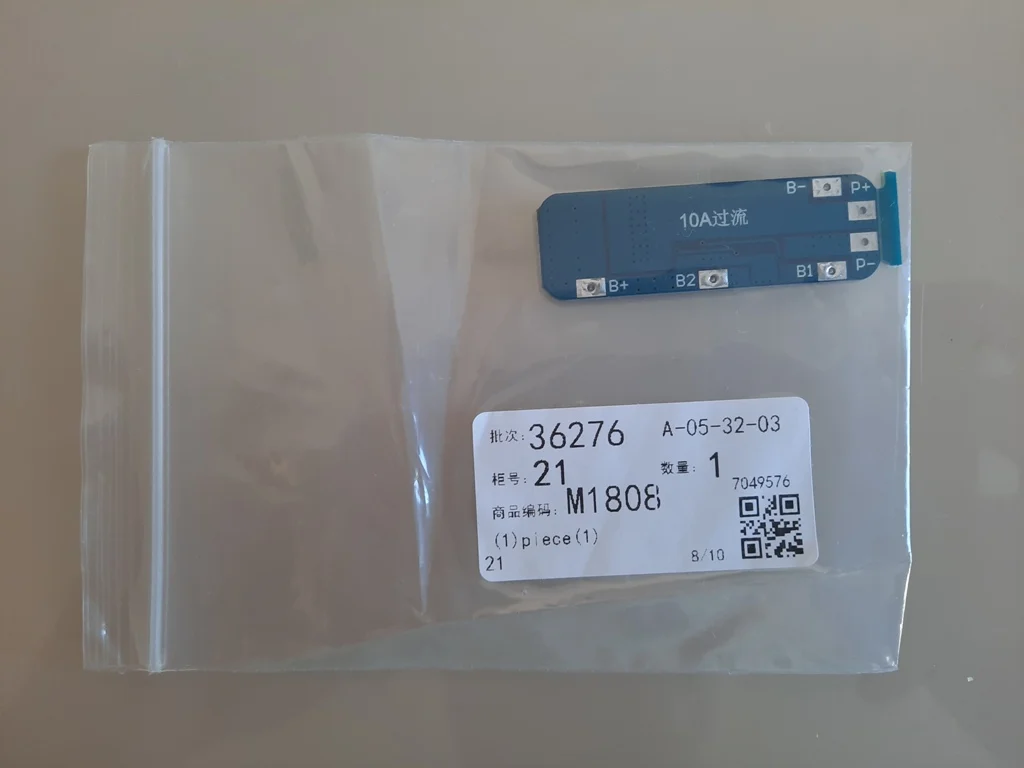 B- P+
10A过流
P-
B+ B2 B1
批次: 36276 A-05-32-03
柜号: 21 数量: 1
7049576
商品编码: M1808
(1)piece(1)
21 8/10